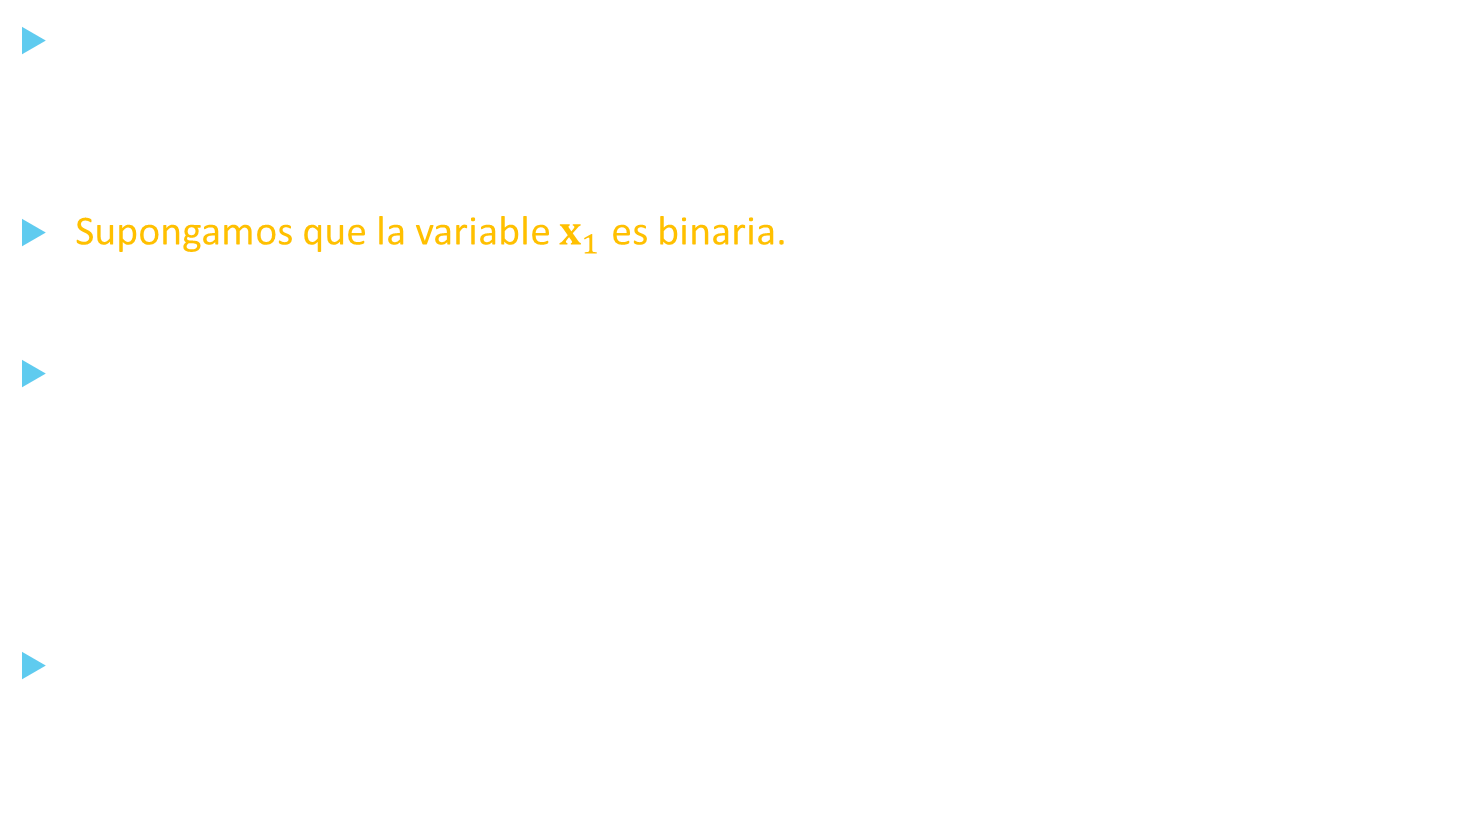 Supongamos que la variable 𝐱₁ es binaria.